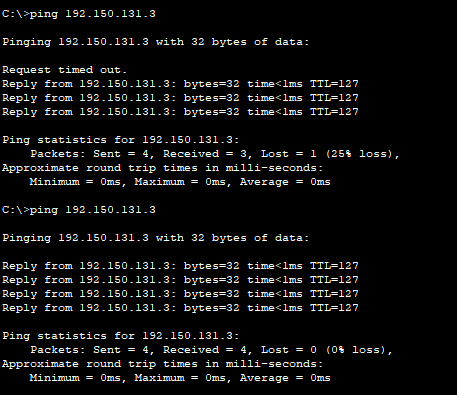 C:\>ping 192.150.131.3
Pinging 192.150.131.3 with 32 bytes of data:
Request timed out.
Reply from 192.150.131.3: bytes=32 time<1ms TTL=127
Reply from 192.150.131.3: bytes=32 time<1ms TTL=127
Reply from 192.150.131.3: bytes=32 time<1ms TTL=127
Ping statistics for 192.150.131.3:
    Packets: Sent = 4, Received = 3, Lost = 1 (25% loss),
Approximate round trip times in milli-seconds:
    Minimum = 0ms, Maximum = 0ms, Average = 0ms
C:\>ping 192.150.131.3
Pinging 192.150.131.3 with 32 bytes of data:
Reply from 192.150.131.3: bytes=32 time<1ms TTL=127
Reply from 192.150.131.3: bytes=32 time<1ms TTL=127
Reply from 192.150.131.3: bytes=32 time<1ms TTL=127
Reply from 192.150.131.3: bytes=32 time<1ms TTL=127
Ping statistics for 192.150.131.3:
    Packets: Sent = 4, Received = 4, Lost = 0 (0% loss),
Approximate round trip times in milli-seconds:
    Minimum = 0ms, Maximum = 0ms, Average = 0ms